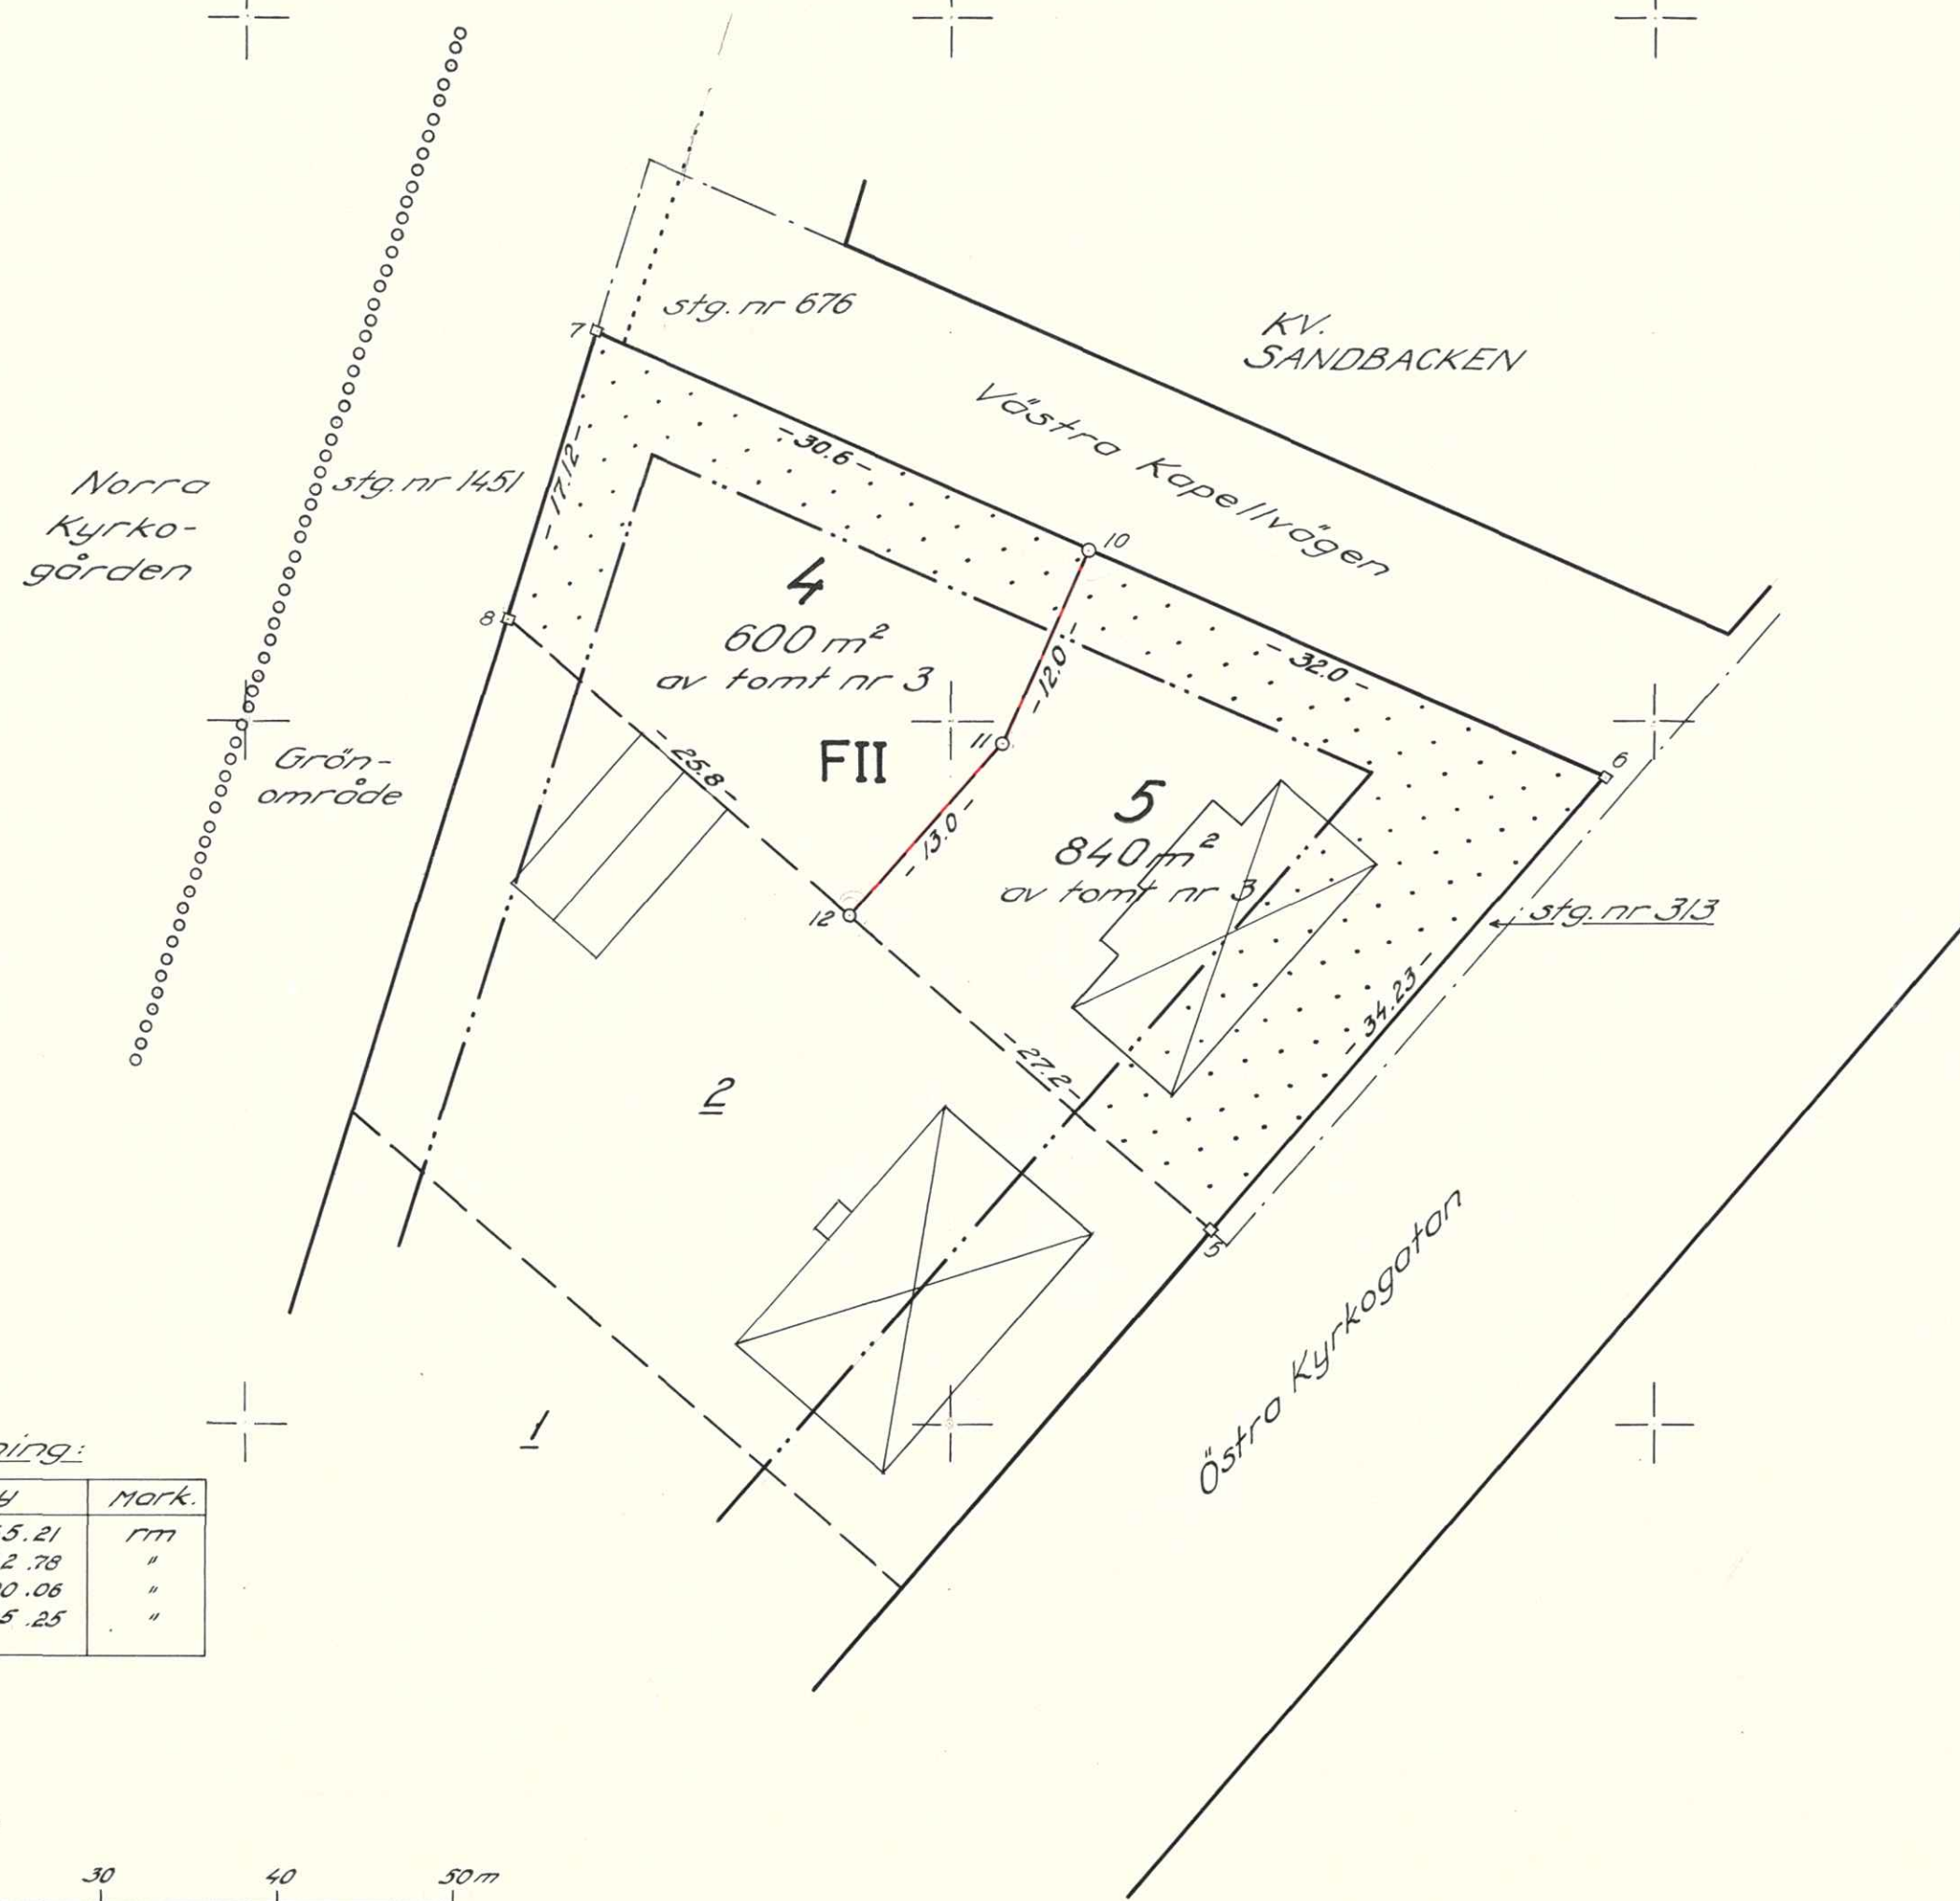 stg. nr 676
KV.
SANDBACKEN
7
Västra Kapellvägen
- 30.6 -
- 17.12 -
Norra
Kyrko-
gården
stg. nr 1451
10
4
600 m²
av tomt nr 3
8
- 12.0 -
- 32.0 -
6
11
FII
- 25.8 -
Grön-
område
5
840 m²
av tomt nr 3
- 13.0 -
12
stg. nr 313
- 34.23 -
- 27.2 -
2
5
Östra Kyrkogatan
1
ning:
y Mark.
5.21 rm
2.78 "
0.06 "
5.25 "
30 40 50 m